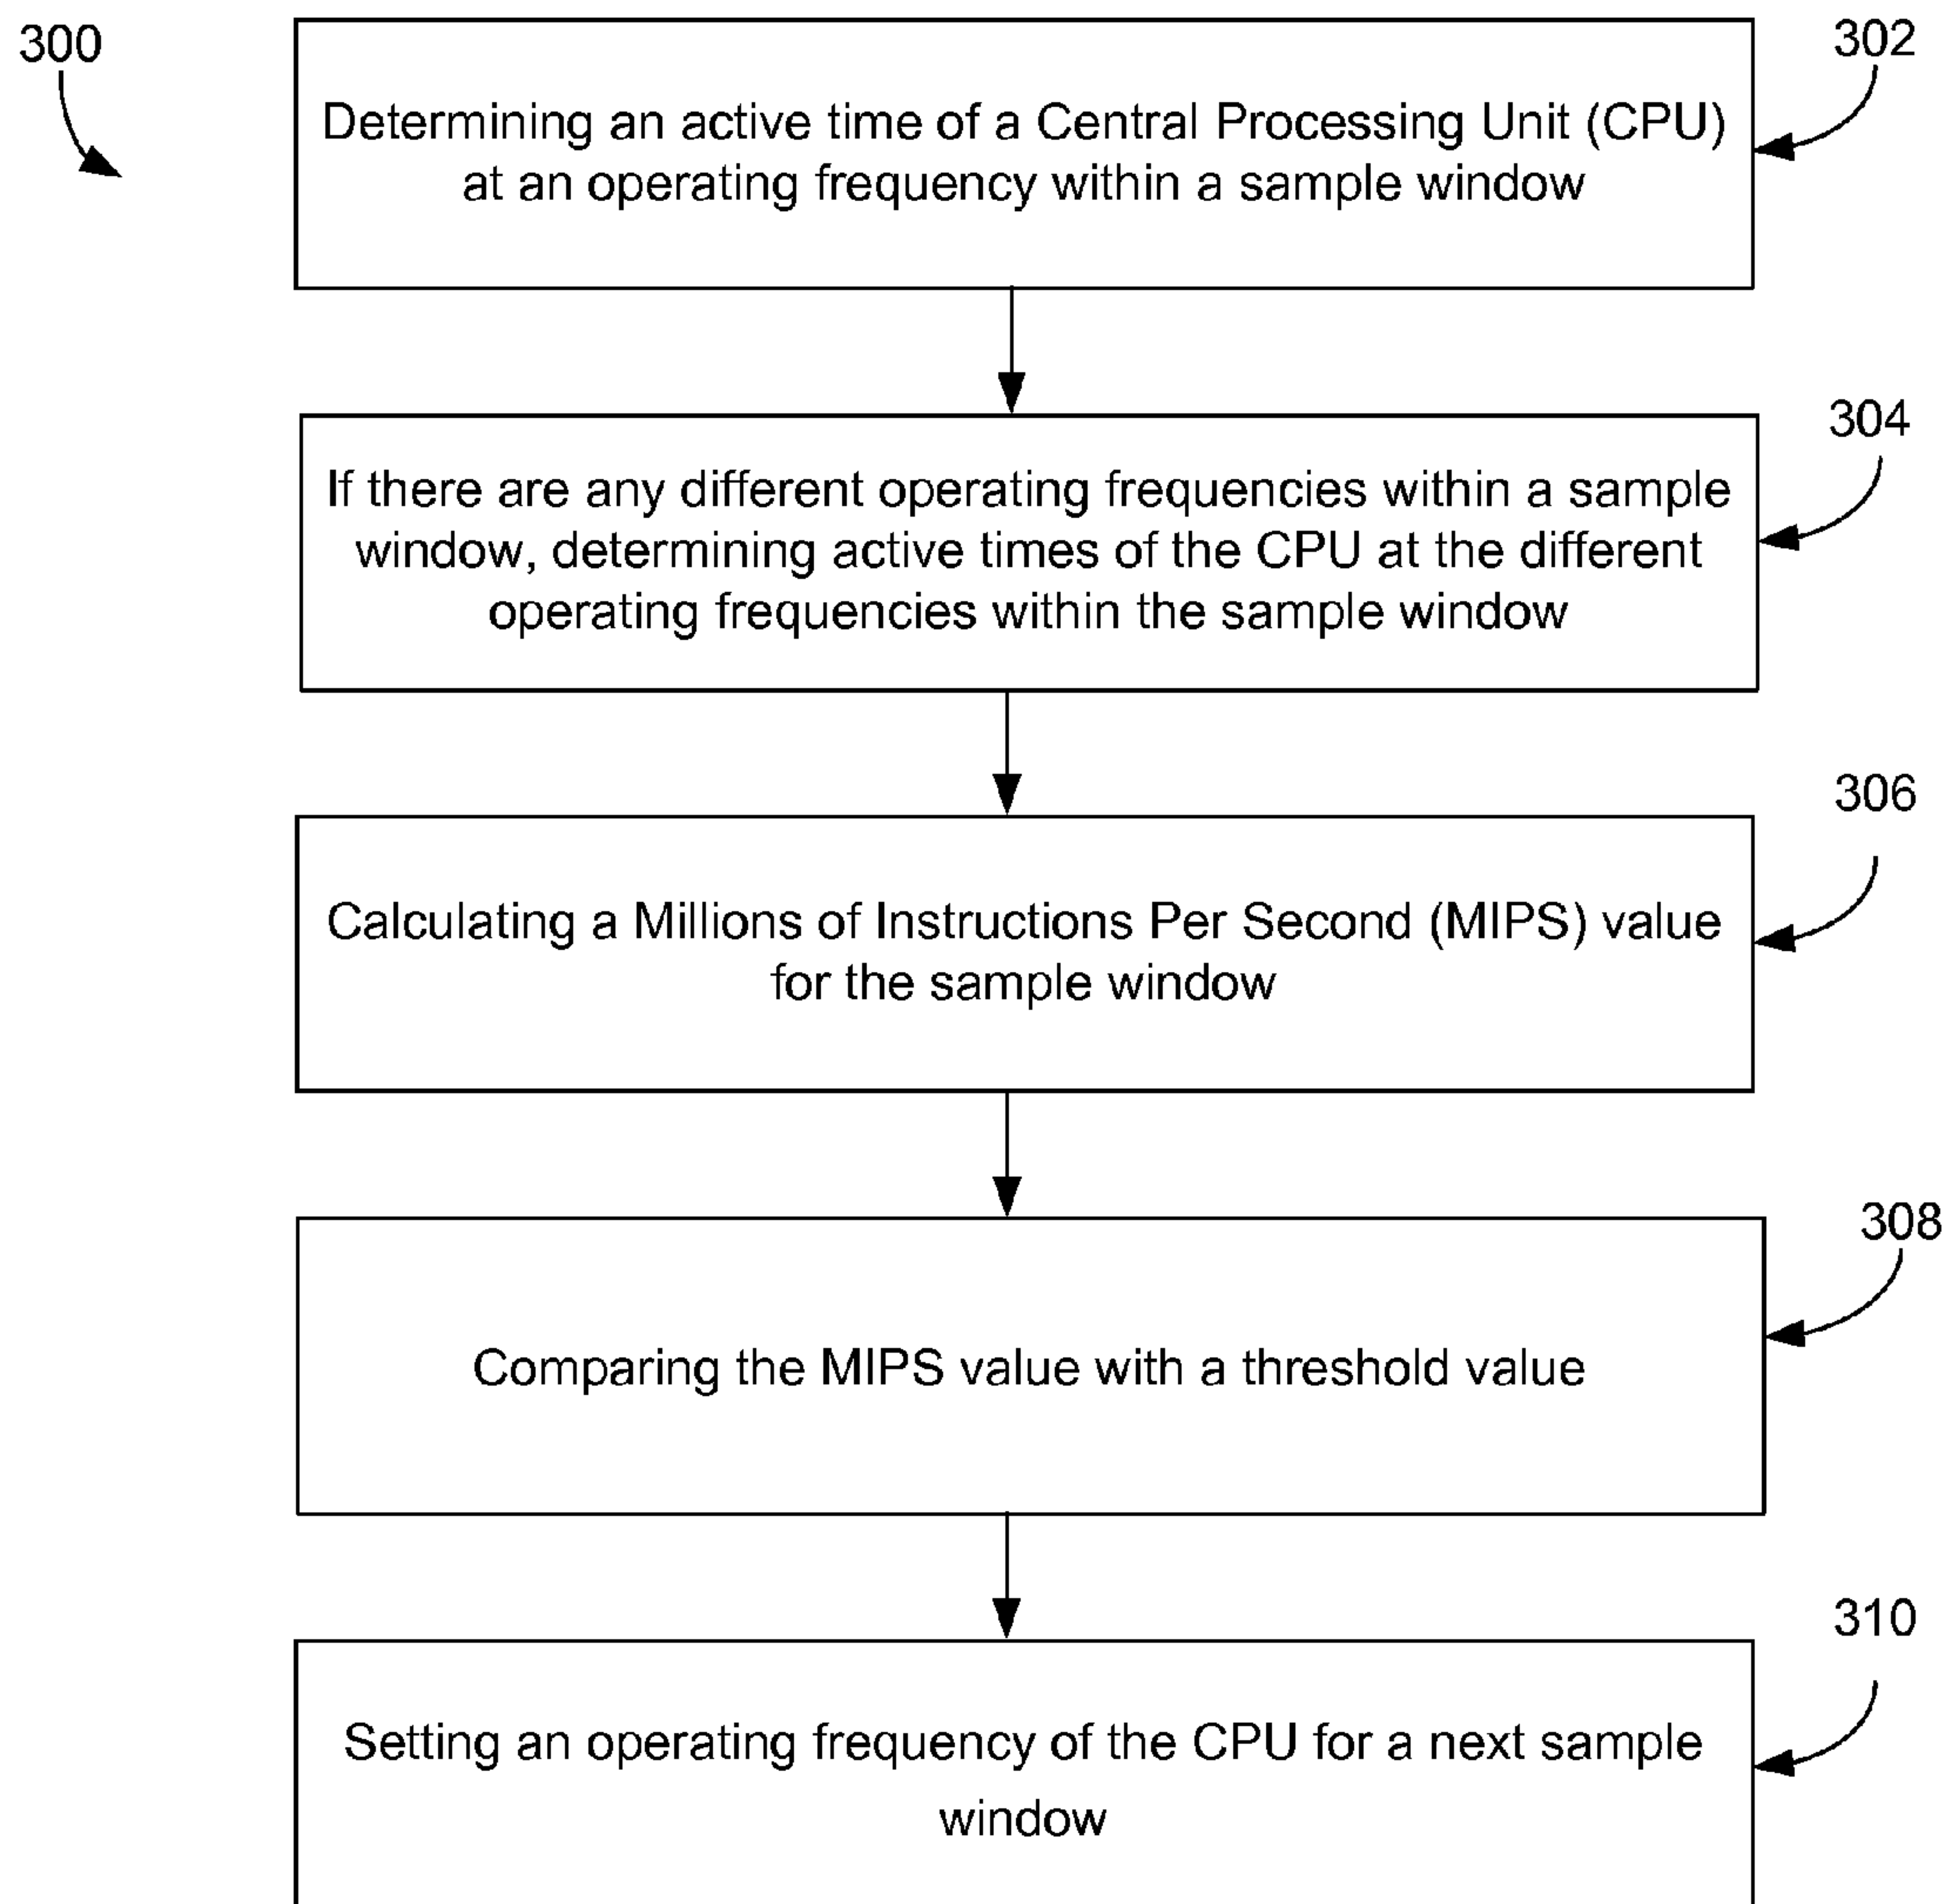 300
302
Determining an active time of a Central Processing Unit (CPU)
at an operating frequency within a sample window
304
If there are any different operating frequencies within a sample
window, determining active times of the CPU at the different
operating frequencies within the sample window
306
Calculating a Millions of Instructions Per Second (MIPS) value
for the sample window
308
Comparing the MIPS value with a threshold value
310
Setting an operating frequency of the CPU for a next sample
window